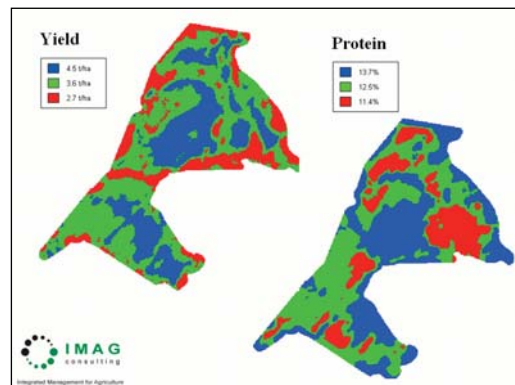 Yield
4.5 t/ha
3.6 t/ha
2.7 t/ha
Protein
13.7%
12.5%
11.4%
IMAG
consulting
Integrated Management for Agriculture